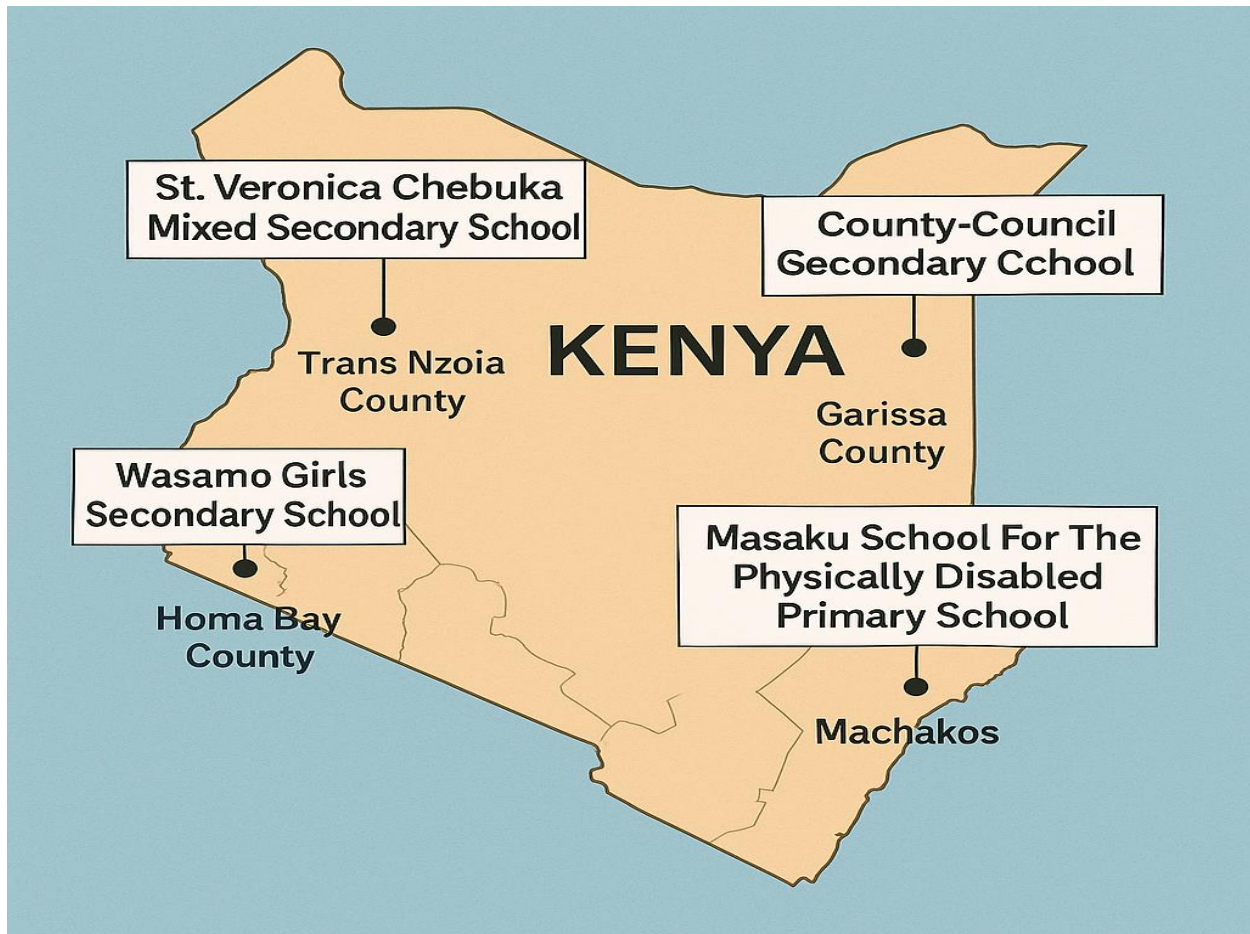 St. Veronica Chebuka
Mixed Secondary School
County-Council
Gecondary Cchool
KENYA
Trans Nzoia
County
Garissa
County
Wasamo Girls
Secondary School
Masaku School For The
Physically Disabled
Primary School
Homa Bay
County
Machakos